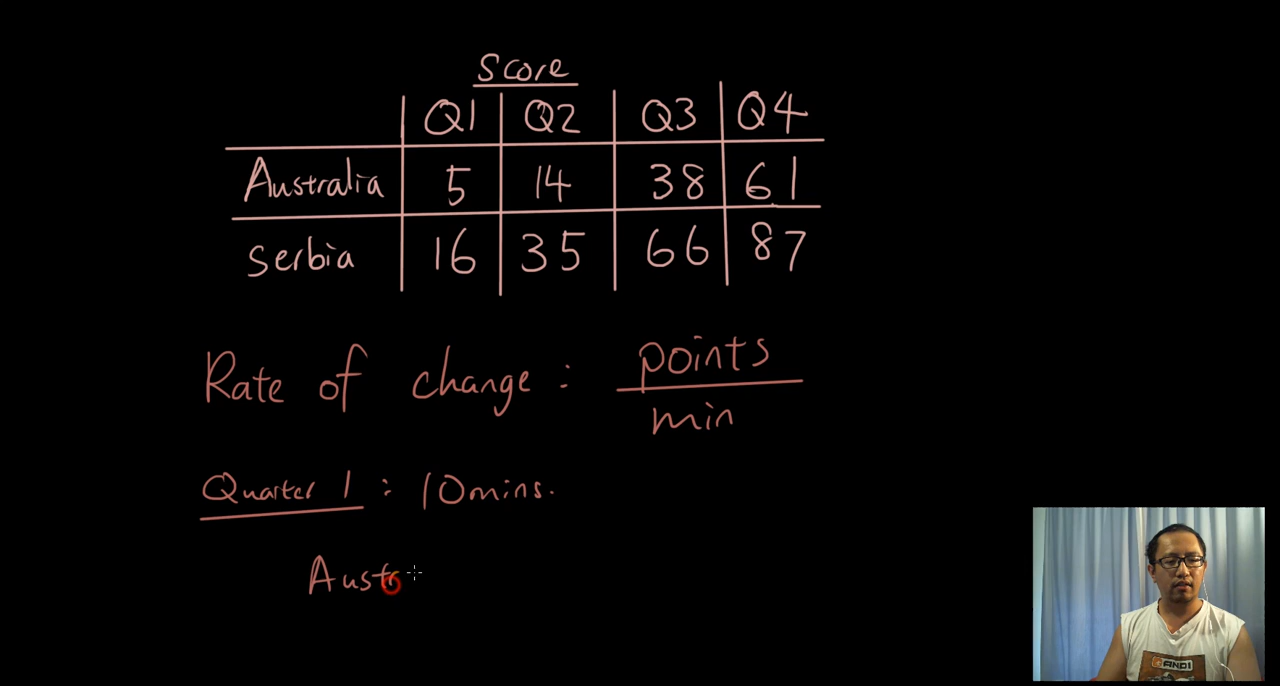 Score
Q1 Q2 Q3 Q4
Australia 5 14 38 61
Serbia 16 35 66 87
Rate of change : points / min
Quarter 1 : 10mins.
Austr
ANDI